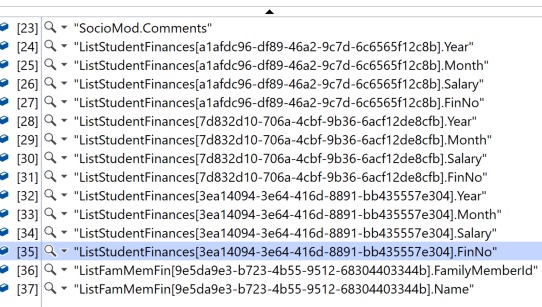 [23] "SocioMod.Comments"
[24] "ListStudentFinances[a1afdc96-df89-46a2-9c7d-6c6565f12c8b].Year"
[25] "ListStudentFinances[a1afdc96-df89-46a2-9c7d-6c6565f12c8b].Month"
[26] "ListStudentFinances[a1afdc96-df89-46a2-9c7d-6c6565f12c8b].Salary"
[27] "ListStudentFinances[a1afdc96-df89-46a2-9c7d-6c6565f12c8b].FinNo"
[28] "ListStudentFinances[7d832d10-706a-4cbf-9b36-6acf12de8cfb].Year"
[29] "ListStudentFinances[7d832d10-706a-4cbf-9b36-6acf12de8cfb].Month"
[30] "ListStudentFinances[7d832d10-706a-4cbf-9b36-6acf12de8cfb].Salary"
[31] "ListStudentFinances[7d832d10-706a-4cbf-9b36-6acf12de8cfb].FinNo"
[32] "ListStudentFinances[3ea14094-3e64-416d-8891-bb435557e304].Year"
[33] "ListStudentFinances[3ea14094-3e64-416d-8891-bb435557e304].Month"
[34] "ListStudentFinances[3ea14094-3e64-416d-8891-bb435557e304].Salary"
[35] "ListStudentFinances[3ea14094-3e64-416d-8891-bb435557e304].FinNo"
[36] "ListFamMemFin[9e5da9e3-b723-4b55-9512-68304403344b].FamilyMemberId"
[37] "ListFamMemFin[9e5da9e3-b723-4b55-9512-68304403344b].Name"